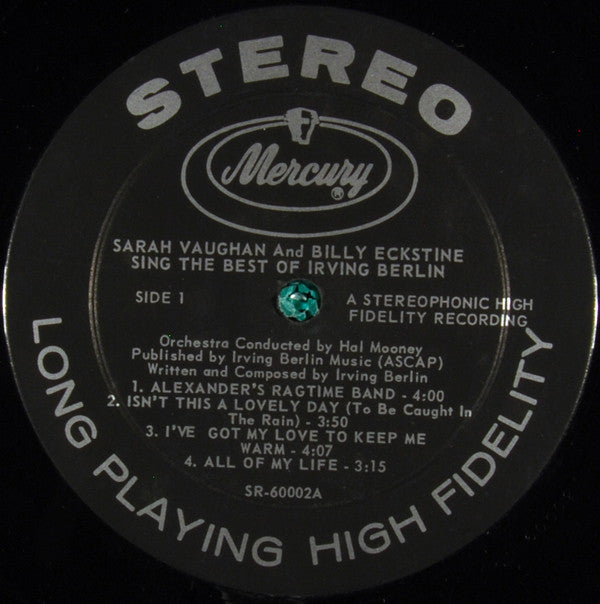 STEREO
Mercury
®
SARAH VAUGHAN And BILLY ECKSTINE
SING THE BEST OF IRVING BERLIN
SIDE 1
A STEREOPHONIC HIGH
FIDELITY RECORDING
Orchestra Conducted by Hal Mooney
Published by Irving Berlin Music (ASCAP)
Written and Composed by Irving Berlin
1. ALEXANDER'S RAGTIME BAND - 4:00
2. ISN'T THIS A LOVELY DAY (To Be Caught In
The Rain) - 3:50
3. I'VE GOT MY LOVE TO KEEP ME
WARM - 4:07
4. ALL OF MY LIFE - 3:15
SR-60002A
LONG PLAYING HIGH FIDELITY